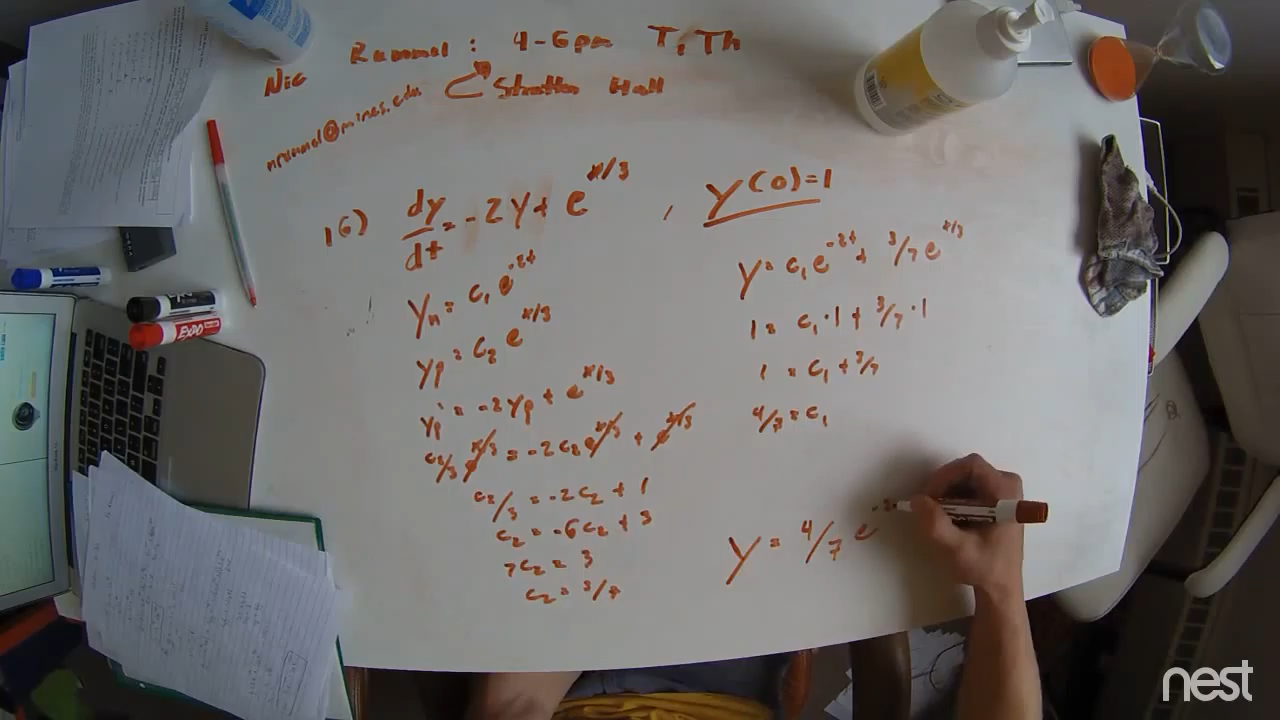 Nic Rammel : 4-6pm T, Th
nrammel@mines.edu Stratton Hall
16) dy/dt = -2y + e^t/3 , y(0)=1
yh = c1 e^-2t
yp = c2 e^t/3
yp' = -2yp + e^t/3
c2/3 e^t/3 = -2c2 e^t/3 + e^t/3
c2/3 = -2c2 + 1
c2 = -6c2 + 3
7c2 = 3
c2 = 3/7
y = c1 e^-2t + 3/7 e^t/3
1 = c1 · 1 + 3/7 · 1
1 = c1 + 3/7
4/7 = c1
y = 4/7 e^-2
EXPO
nest